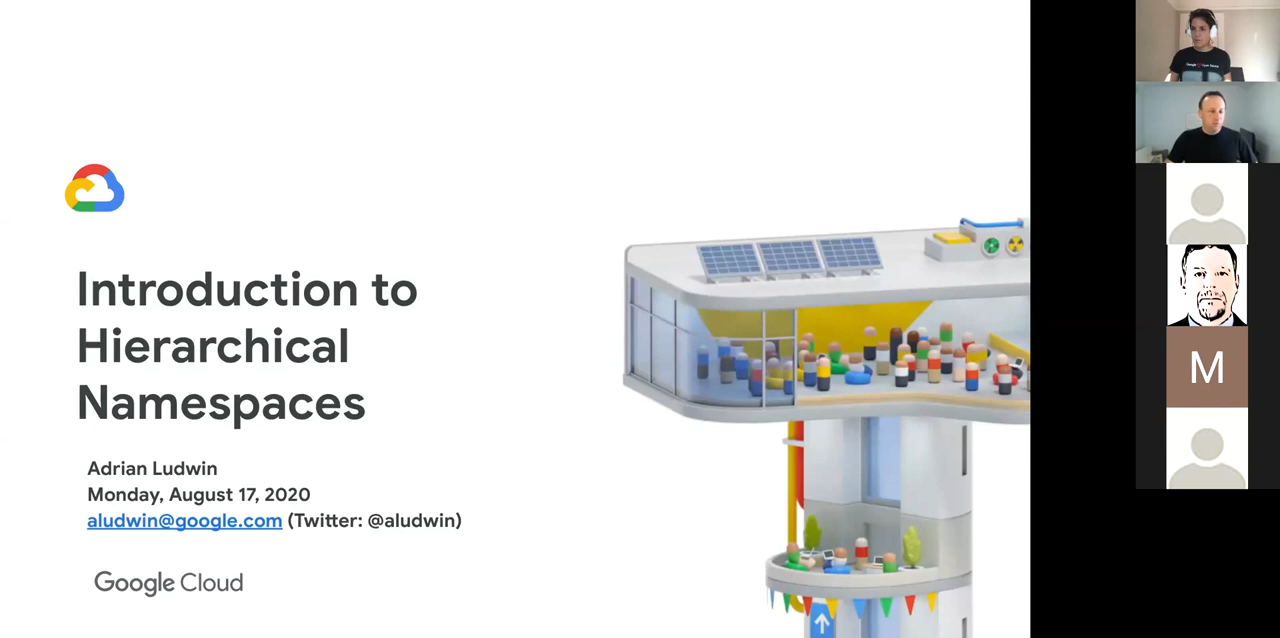 Introduction to
Hierarchical
Namespaces
Adrian Ludwin
Monday, August 17, 2020
aludwin@google.com (Twitter: @aludwin)
Google Cloud
M